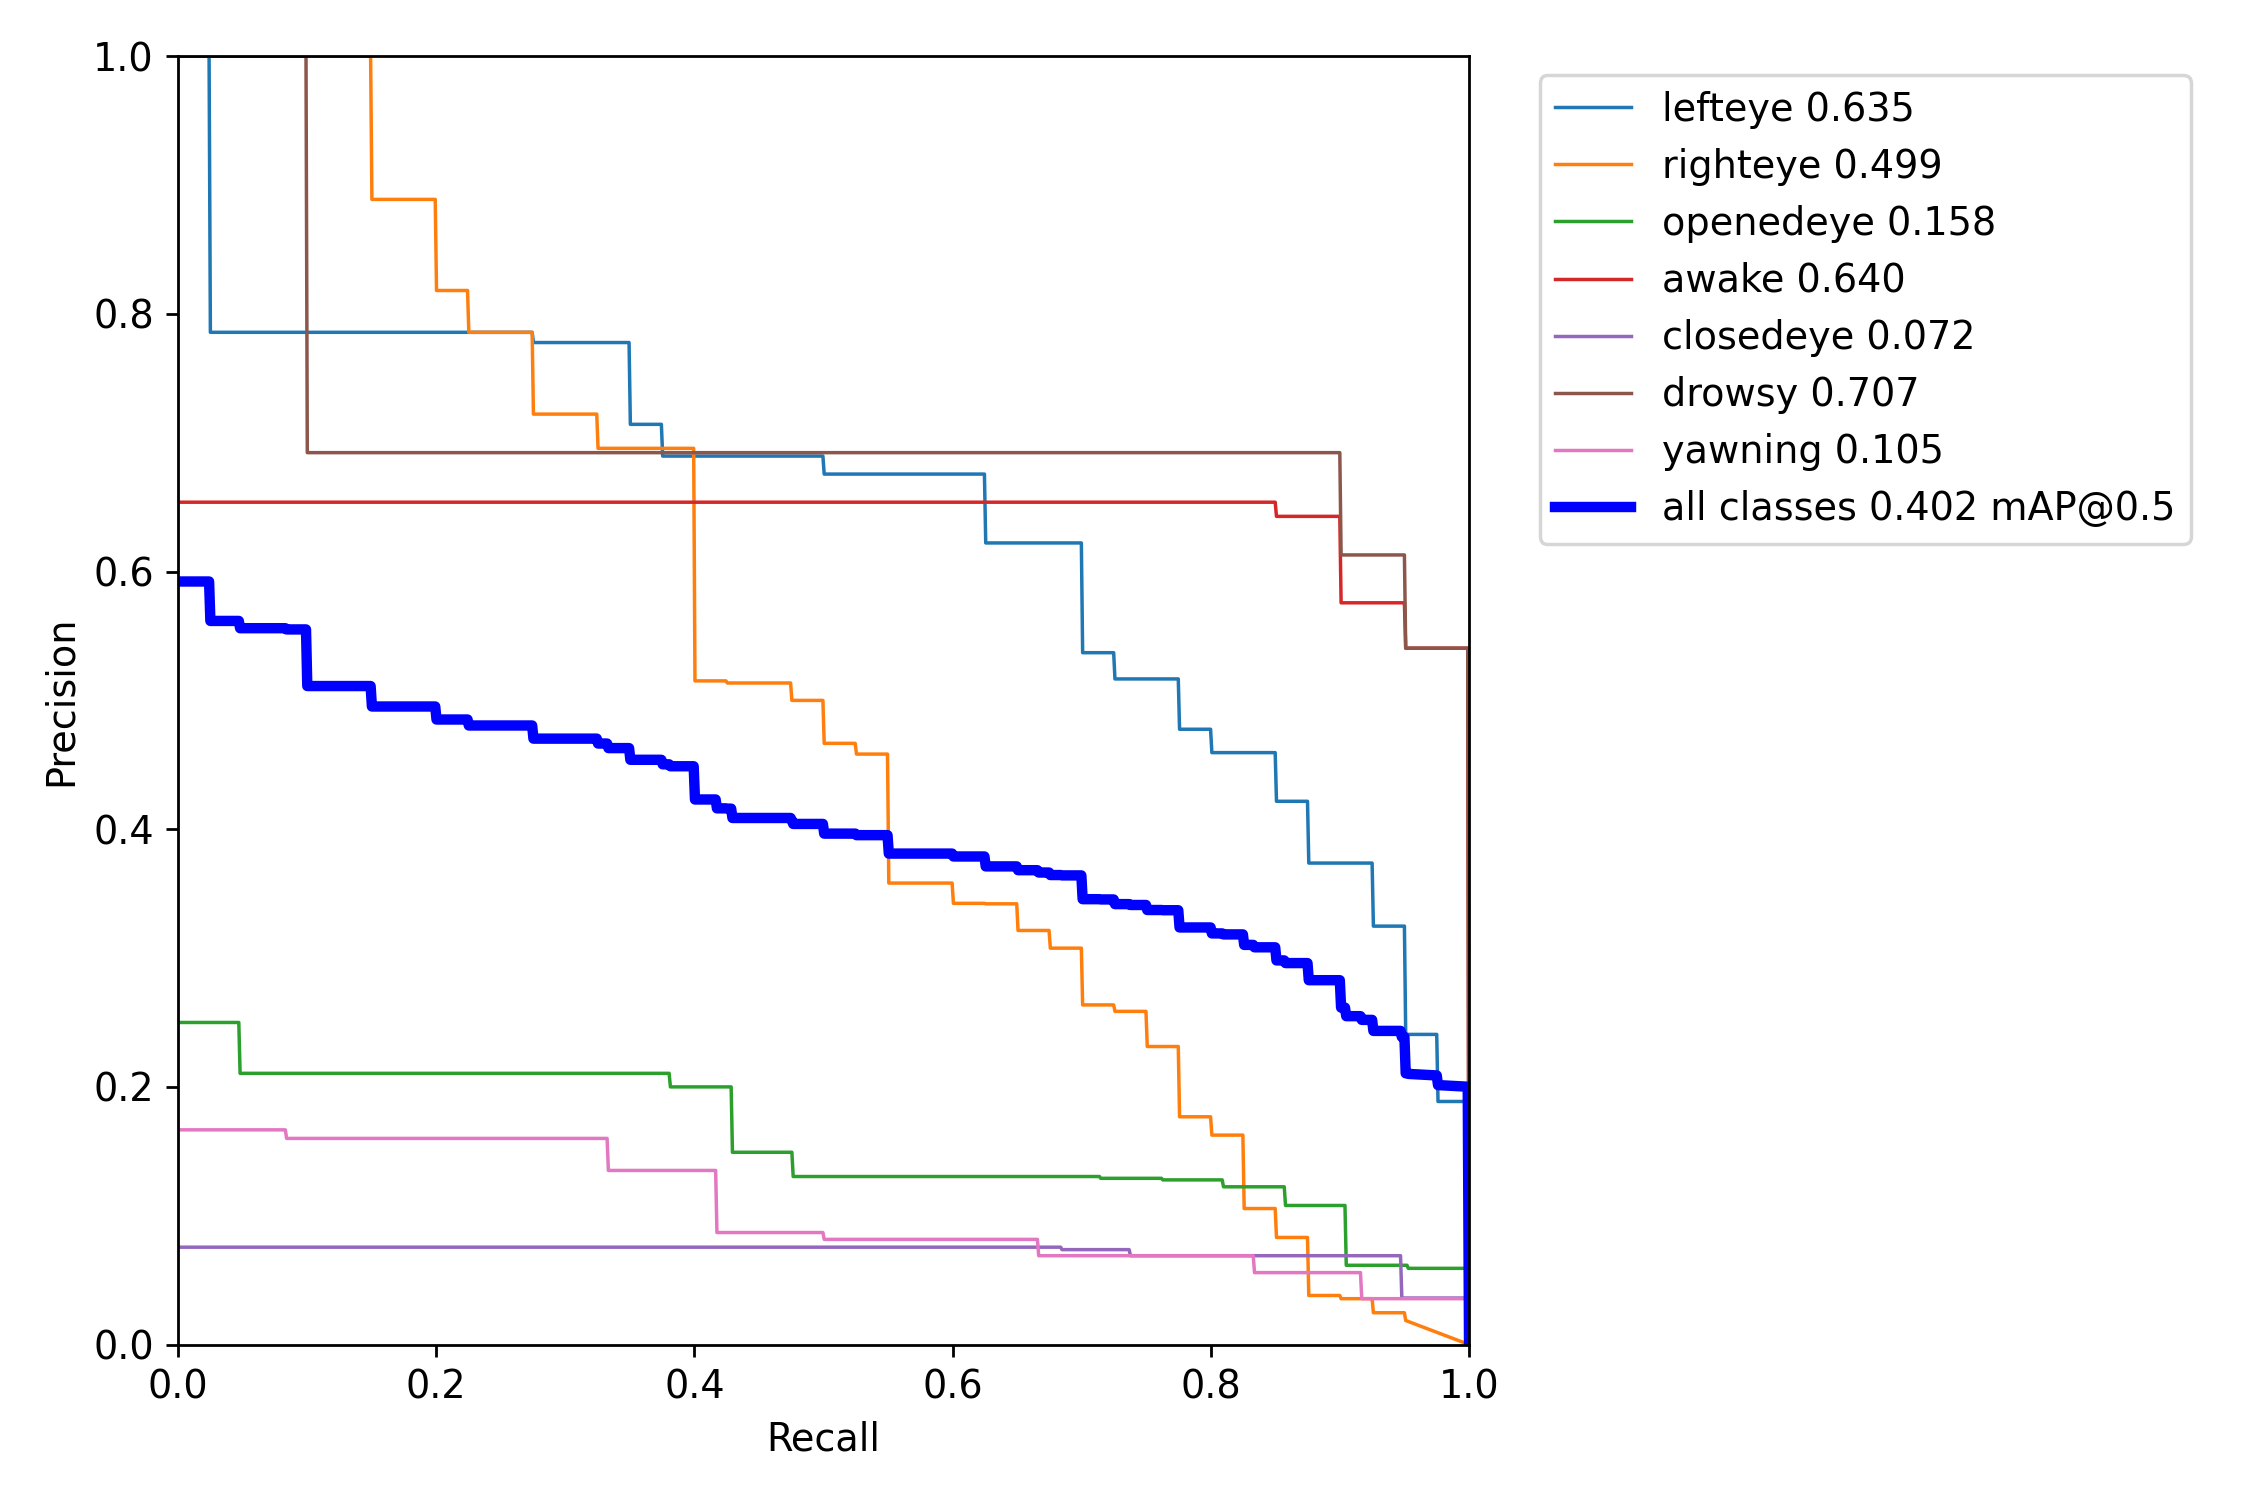 1.0
0.8
0.6
0.4
0.2
0.0
0.0 0.2 0.4 0.6 0.8 1.0
Precision
Recall
lefteye 0.635
righteye 0.499
openedeye 0.158
awake 0.640
closedeye 0.072
drowsy 0.707
yawning 0.105
all classes 0.402 mAP@0.5